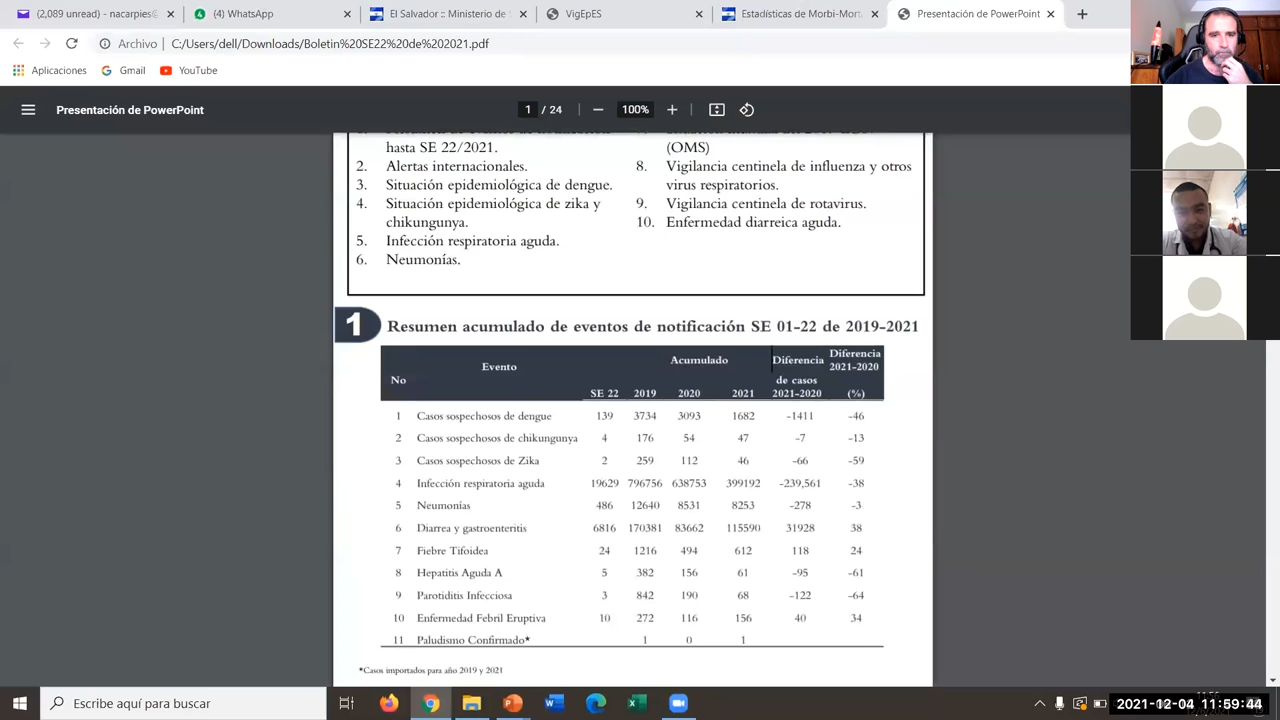 (2,089 unread) nacarpies@
(4) WhatsApp
El Salvador :: Ministerio de
VigEpES
Estadísticas de Morbi-Mort
Presentación de PowerPoint
Archivo
C:/Users/dell/Downloads/Boletin%20SE22%20de%202021.pdf
Aplicaciones
Gmail
YouTube
Presentación de PowerPoint
1 / 24
100%
hasta SE 22/2021.
2. Alertas internacionales.
3. Situación epidemiológica de dengue.
4. Situación epidemiológica de zika y
chikungunya.
5. Infección respiratoria aguda.
6. Neumonías.
(OMS)
8. Vigilancia centinela de influenza y otros
virus respiratorios.
9. Vigilancia centinela de rotavirus.
10. Enfermedad diarreica aguda.
1 Resumen acumulado de eventos de notificación SE 01-22 de 2019-2021
No Evento SE 22 Acumulado 2019 2020 2021 Diferencia de casos 2021-2020 Diferencia 2021-2020 (%)
1 Casos sospechosos de dengue 139 3734 3093 1682 -1411 -46
2 Casos sospechosos de chikungunya 4 176 54 47 -7 -13
3 Casos sospechosos de Zika 2 259 112 46 -66 -59
4 Infección respiratoria aguda 19629 796756 638753 399192 -239,561 -38
5 Neumonías 486 12640 8531 8253 -278 -3
6 Diarrea y gastroenteritis 6816 170381 83662 115590 31928 38
7 Fiebre Tifoidea 24 1216 494 612 118 24
8 Hepatitis Aguda A 5 382 156 61 -95 -61
9 Parotiditis Infecciosa 3 842 190 68 -122 -64
10 Enfermedad Febril Eruptiva 10 272 116 156 40 34
11 Paludismo Confirmado* 1 0 1
*Casos importados para año 2019 y 2021
Escribe aquí para buscar
2021-12-04 11:59:44